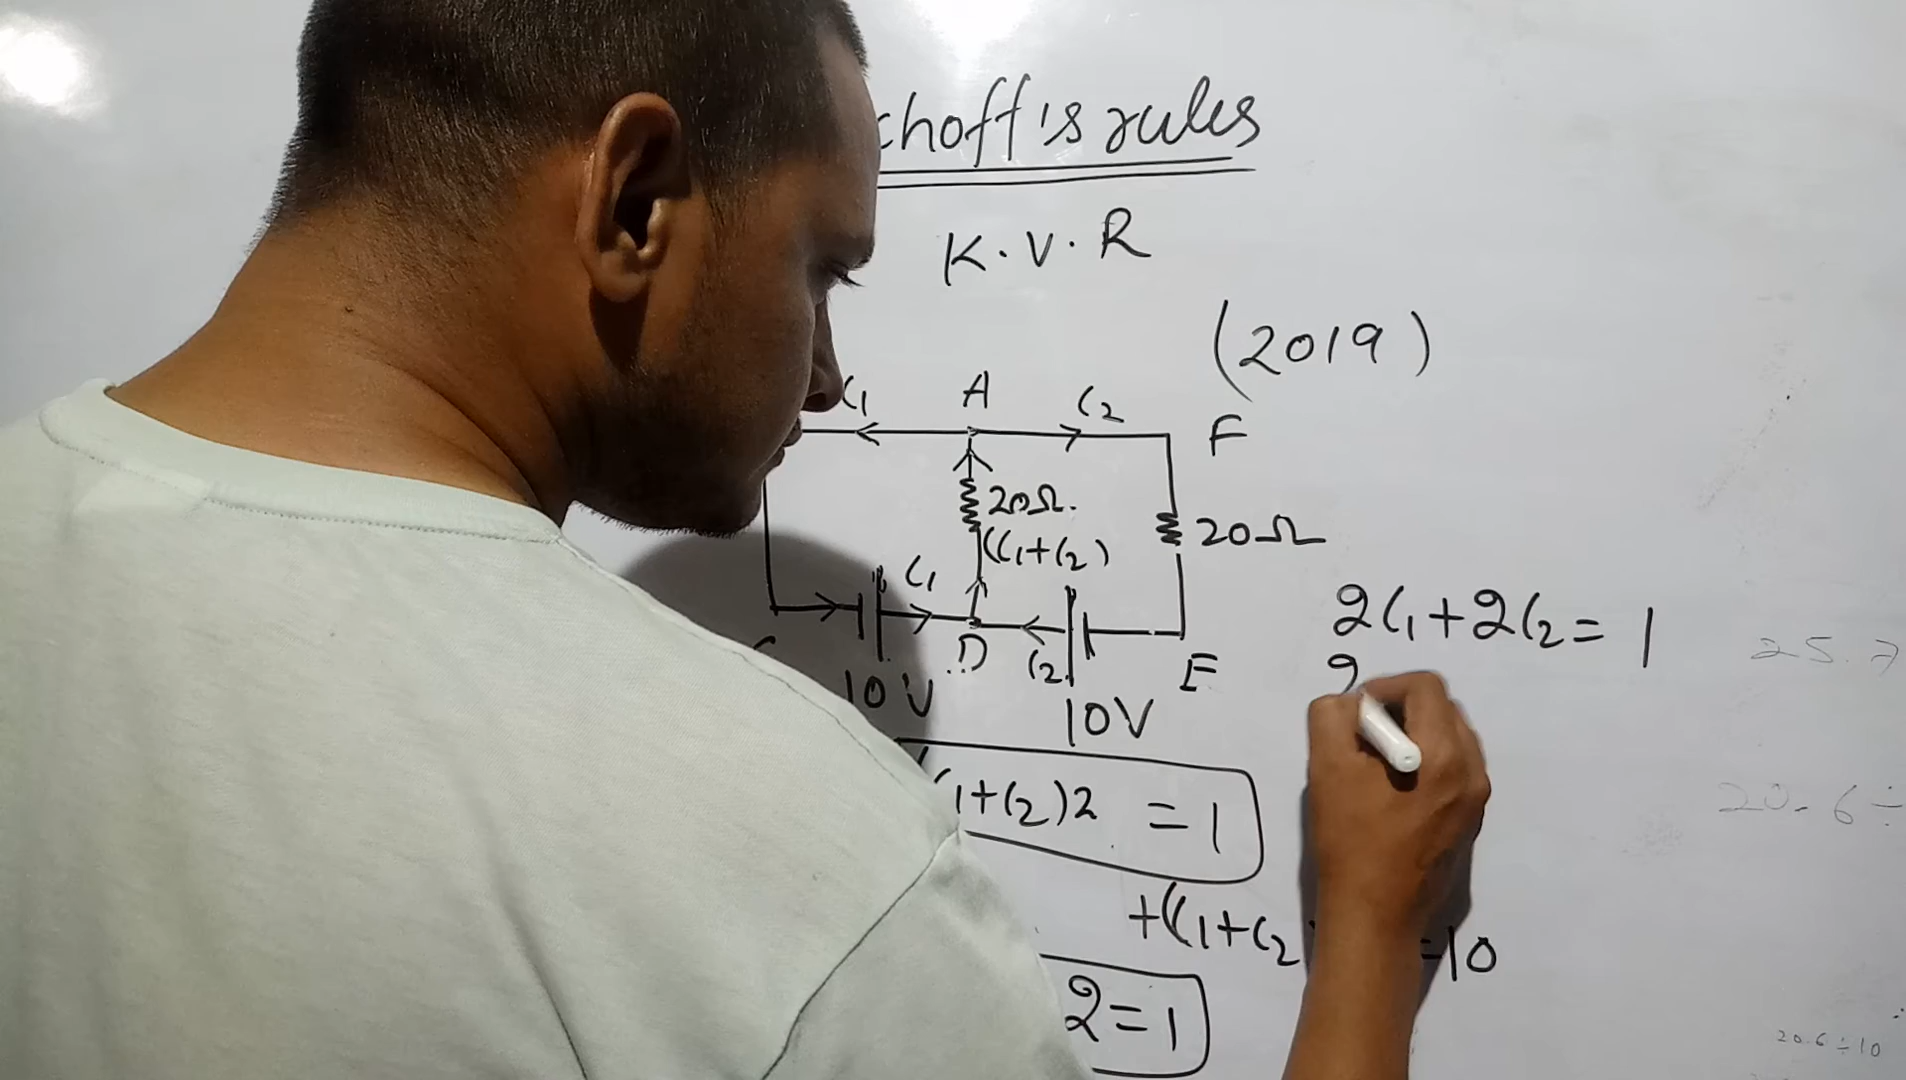 choff's rules
K.V.R
(2019)
C1 A C2 F
20Ω.
(C1+C2)
20Ω
C1
D C2 E
10V
10V
2C1+2C2=1
2
25.7
1+C2)2 =1
20.6÷
+(C1+C2 =10
2=1
20.6÷10